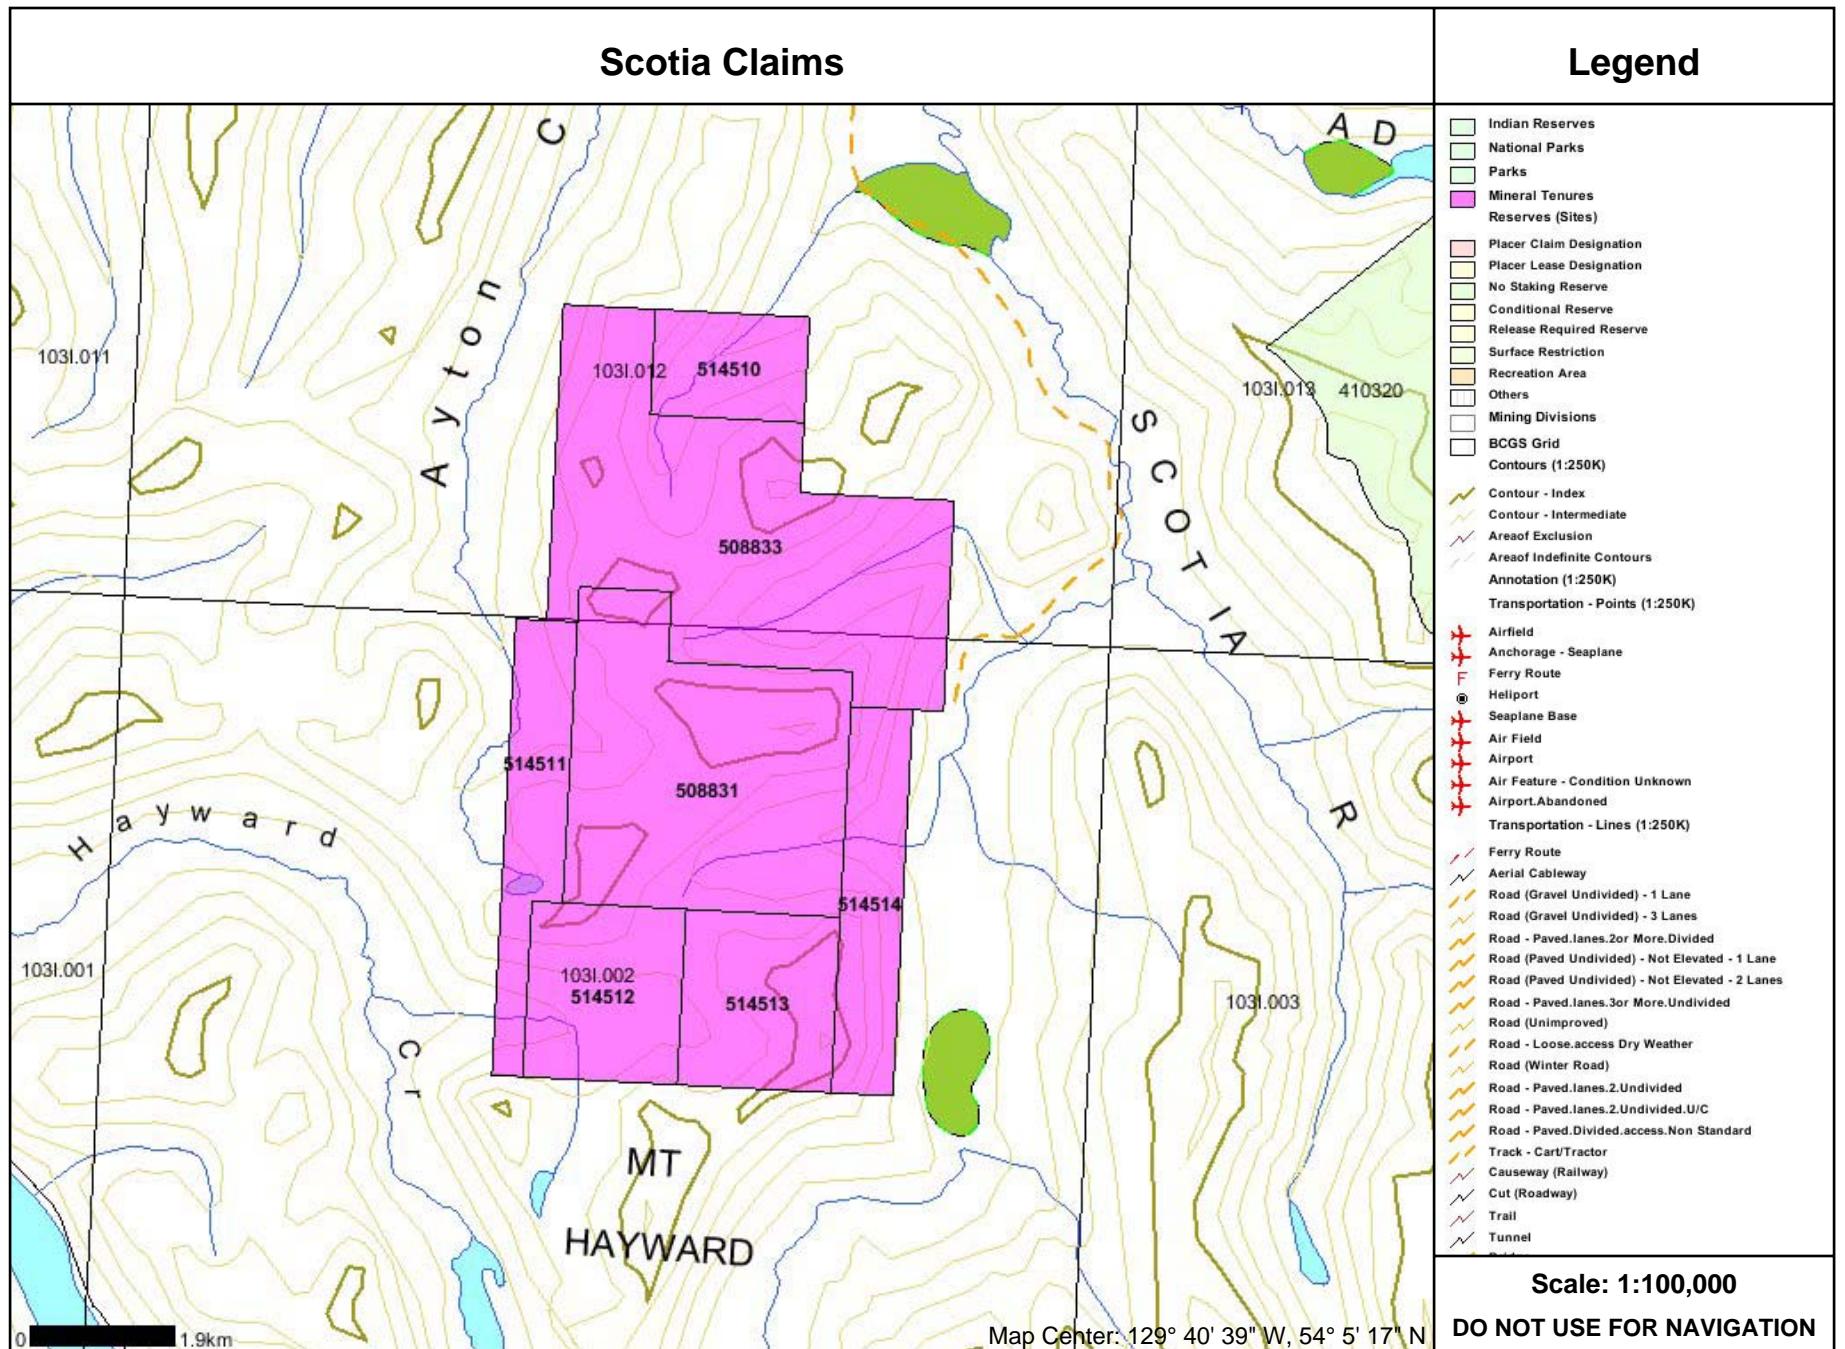 Scotia Claims
Legend
Indian Reserves
National Parks
Parks
Mineral Tenures
Reserves (Sites)
Placer Claim Designation
Placer Lease Designation
No Staking Reserve
Conditional Reserve
Release Required Reserve
Surface Restriction
Recreation Area
Others
Mining Divisions
BCGS Grid
Contours (1:250K)
Contour - Index
Contour - Intermediate
Areaof Exclusion
Areaof Indefinite Contours
Annotation (1:250K)
Transportation - Points (1:250K)
Airfield
Anchorage - Seaplane
F Ferry Route
Heliport
Seaplane Base
Air Field
Airport
Air Feature - Condition Unknown
Airport.Abandoned
Transportation - Lines (1:250K)
Ferry Route
Aerial Cableway
Road (Gravel Undivided) - 1 Lane
Road (Gravel Undivided) - 3 Lanes
Road - Paved.lanes.2or More.Divided
Road (Paved Undivided) - Not Elevated - 1 Lane
Road (Paved Undivided) - Not Elevated - 2 Lanes
Road - Paved.lanes.3or More.Undivided
Road (Unimproved)
Road - Loose.access Dry Weather
Road (Winter Road)
Road - Paved.lanes.2.Undivided
Road - Paved.lanes.2.Undivided.U/C
Road - Paved.Divided.access.Non Standard
Track - Cart/Tractor
Causeway (Railway)
Cut (Roadway)
Trail
Tunnel
Scale: 1:100,000
DO NOT USE FOR NAVIGATION
A D
Ayton C
103I.011
103I.012
514510
103I.013
410320
SCOTIA R
508833
514511
508831
Hayward Cr
514514
103I.001
103I.002
514512
514513
103I.003
MT
HAYWARD
0
1.9km
Map Center: 129° 40' 39" W, 54° 5' 17" N